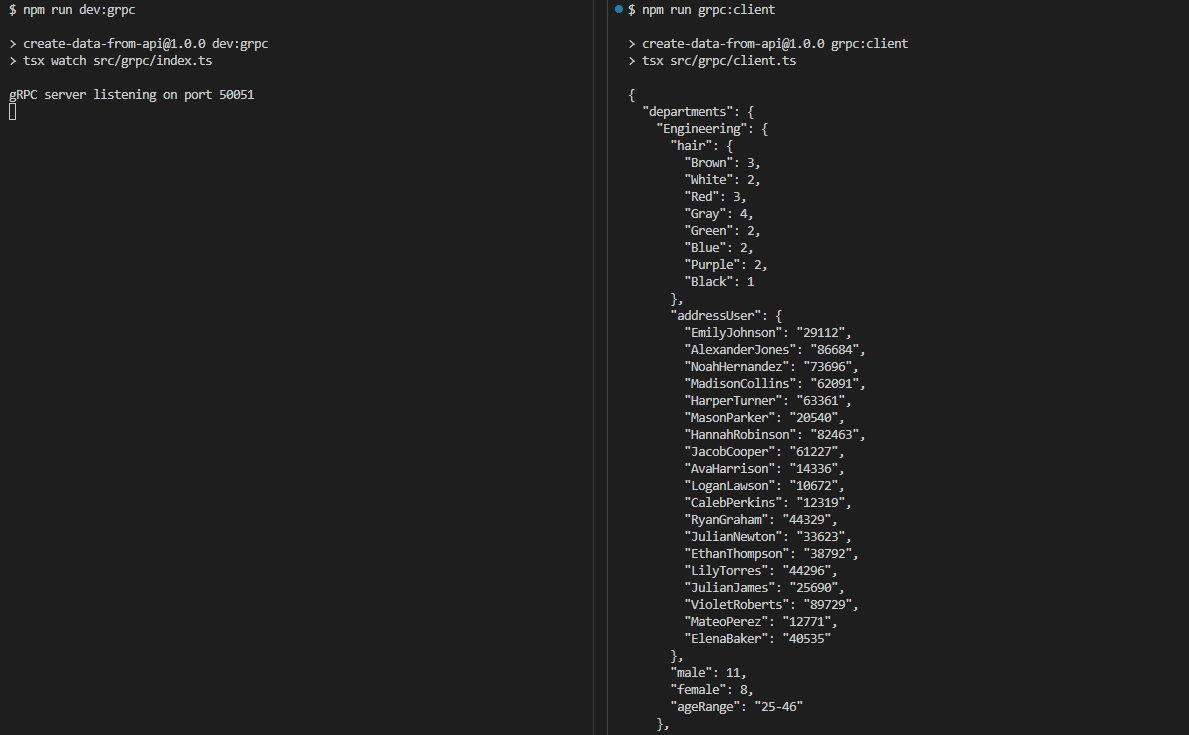 $ npm run dev:grpc
> create-data-from-api@1.0.0 dev:grpc
> tsx watch src/grpc/index.ts
gRPC server listening on port 50051
$ npm run grpc:client
> create-data-from-api@1.0.0 grpc:client
> tsx src/grpc/client.ts
{
  "departments": {
    "Engineering": {
      "hair": {
        "Brown": 3,
        "White": 2,
        "Red": 3,
        "Gray": 4,
        "Green": 2,
        "Blue": 2,
        "Purple": 2,
        "Black": 1
      },
      "addressUser": {
        "EmilyJohnson": "29112",
        "AlexanderJones": "86684",
        "NoahHernandez": "73696",
        "MadisonCollins": "62091",
        "HarperTurner": "63361",
        "MasonParker": "20540",
        "HannahRobinson": "82463",
        "JacobCooper": "61227",
        "AvaHarrison": "14336",
        "LoganLawson": "10672",
        "CalebPerkins": "12319",
        "RyanGraham": "44329",
        "JulianNewton": "33623",
        "EthanThompson": "38792",
        "LilyTorres": "44296",
        "JulianJames": "25690",
        "VioletRoberts": "89729",
        "MateoPerez": "12771",
        "ElenaBaker": "40535"
      },
      "male": 11,
      "female": 8,
      "ageRange": "25-46"
    },